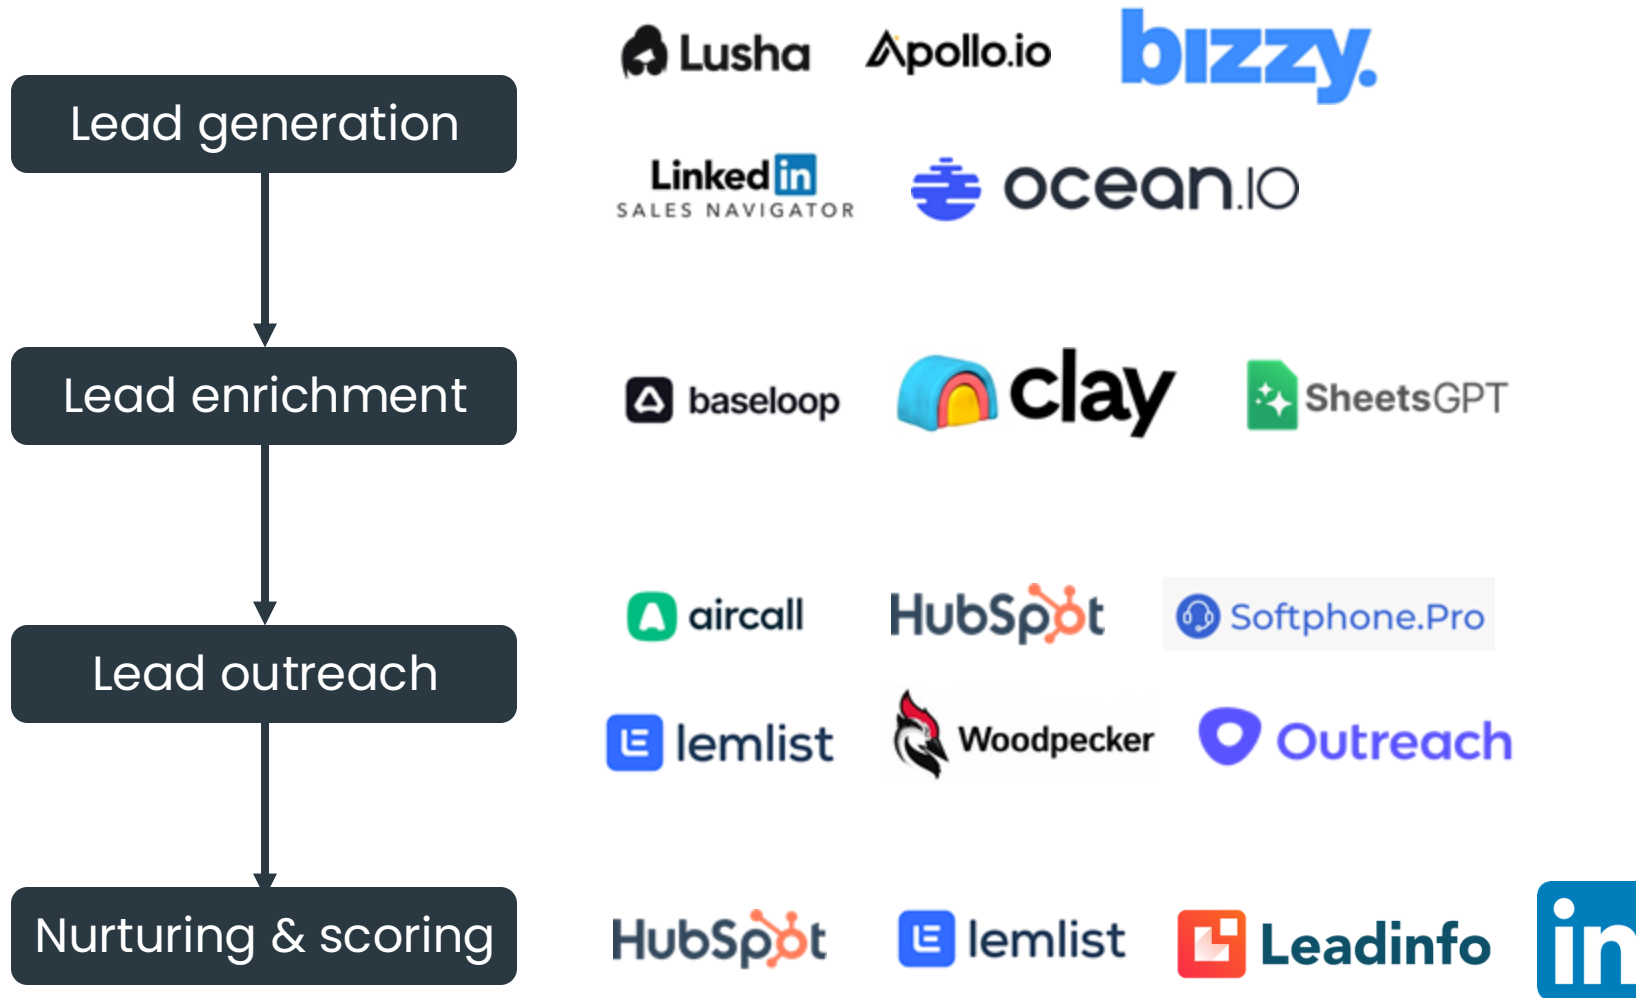 Lusha Apollo.io bizzy.
Lead generation
Linked in
SALES NAVIGATOR
ocean.IO
Lead enrichment
baseloop clay SheetsGPT
aircall HubSpot Softphone.Pro
Lead outreach
lemlist Woodpecker Outreach
Nurturing & scoring
HubSpot lemlist Leadinfo in